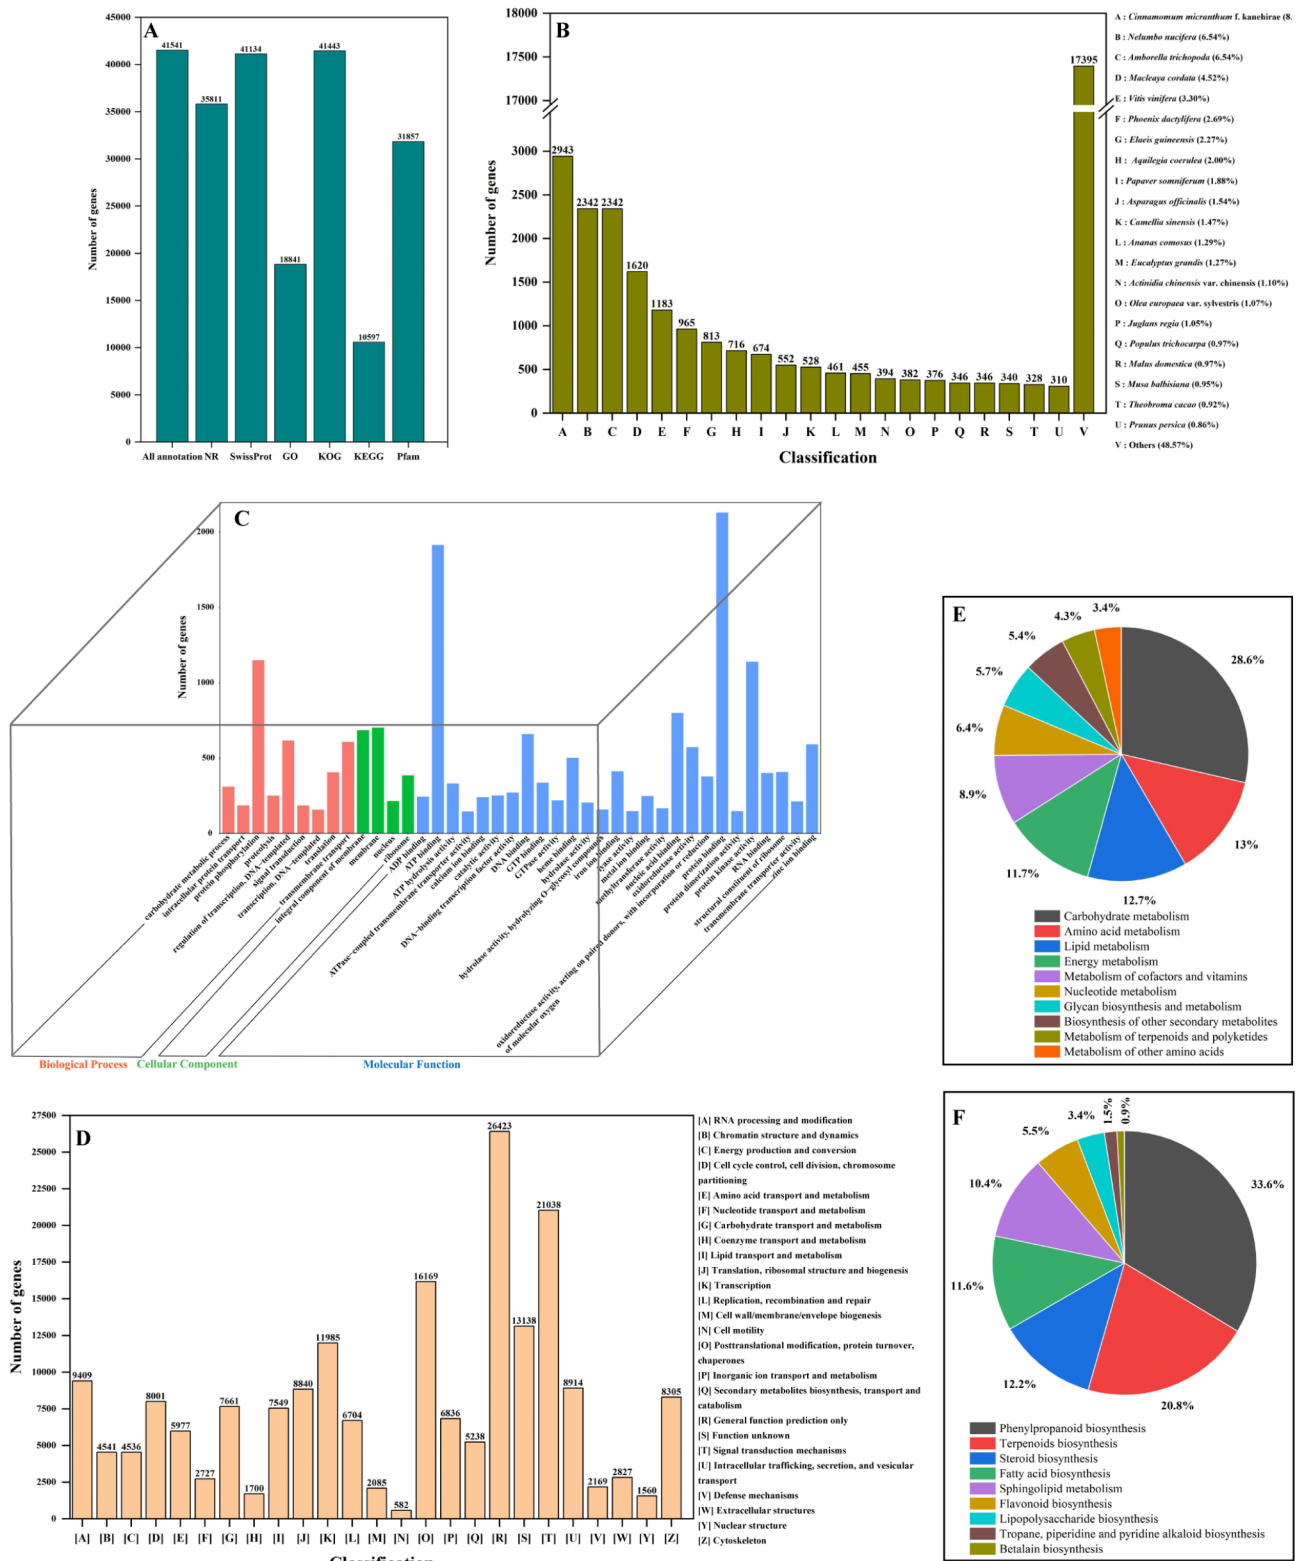 A
45000
40000
35000
30000
25000
20000
15000
10000
5000
0
Number of genes
41541
35811
41134
18841
41443
10597
31857
All annotation NR SwissProt GO KOG KEGG Pfam
B
18000
17500
17000
3000
2500
2000
1500
1000
500
0
Number of genes
2943
2342
2342
1620
1183
965
813
716
674
552
528
461
455
394
382
376
346
346
340
328
310
17395
A B C D E F G H I J K L M N O P Q R S T U V
Classification
A : Cinnamomum micranthum f. kanehirae (8.
B : Nelumbo nucifera (6.54%)
C : Amborella trichopoda (6.54%)
D : Macleaya cordata (4.52%)
E : Vitis vinifera (3.30%)
F : Phoenix dactylifera (2.69%)
G : Elaeis guineensis (2.27%)
H : Aquilegia coerulea (2.00%)
I : Papaver somniferum (1.88%)
J : Asparagus officinalis (1.54%)
K : Camellia sinensis (1.47%)
L : Ananas comosus (1.29%)
M : Eucalyptus grandis (1.27%)
N : Actinidia chinensis var. chinensis (1.10%)
O : Olea europaea var. sylvestris (1.07%)
P : Juglans regia (1.05%)
Q : Populus trichocarpa (0.97%)
R : Malus domestica (0.97%)
S : Musa balbisiana (0.95%)
T : Theobroma cacao (0.92%)
U : Prunus persica (0.86%)
V : Others (48.57%)
C
2000
1500
1000
500
0
Number of genes
carbohydrate metabolic process
intracellular protein transport
protein phosphorylation
proteolysis
regulation of transcription, DNA-templated
signal transduction
transcription, DNA-templated
translation
transmembrane transport
integral component of membrane
membrane
nucleus
ribosome
ADP binding
ATP binding
ATP hydrolysis activity
ATPase-coupled transmembrane transporter activity
calcium ion binding
catalytic activity
DNA-binding transcription factor activity
DNA binding
GTP binding
GTPase activity
heme binding
hydrolase activity
hydrolase activity, hydrolyzing O-glycosyl compounds
iron ion binding
lyase activity
metal ion binding
methyltransferase activity
nucleic acid binding
oxidoreductase activity
oxidoreductase activity, acting on paired donors, with incorporation or reduction
of molecular oxygen
protein binding
protein dimerization activity
protein kinase activity
RNA binding
structural constituent of ribosome
transmembrane transporter activity
zinc ion binding
Biological Process
Cellular Component
Molecular Function
E
28.6%
13%
12.7%
11.7%
8.9%
6.4%
5.7%
5.4%
4.3%
3.4%
Carbohydrate metabolism
Amino acid metabolism
Lipid metabolism
Energy metabolism
Metabolism of cofactors and vitamins
Nucleotide metabolism
Glycan biosynthesis and metabolism
Biosynthesis of other secondary metabolites
Metabolism of terpenoids and polyketides
Metabolism of other amino acids
D
27500
25000
22500
20000
17500
15000
12500
10000
7500
5000
2500
0
Number of genes
9409
4541
4536
8001
5977
2727
7661
1700
7549
8840
11985
6704
2085
582
16169
6836
5238
26423
13138
21038
8914
2169
2827
1560
8305
[A] [B] [C] [D] [E] [F] [G] [H] [I] [J] [K] [L] [M] [N] [O] [P] [Q] [R] [S] [T] [U] [V] [W] [Y] [Z]
Classification
[A] RNA processing and modification
[B] Chromatin structure and dynamics
[C] Energy production and conversion
[D] Cell cycle control, cell division, chromosome
partitioning
[E] Amino acid transport and metabolism
[F] Nucleotide transport and metabolism
[G] Carbohydrate transport and metabolism
[H] Coenzyme transport and metabolism
[I] Lipid transport and metabolism
[J] Translation, ribosomal structure and biogenesis
[K] Transcription
[L] Replication, recombination and repair
[M] Cell wall/membrane/envelope biogenesis
[N] Cell motility
[O] Posttranslational modification, protein turnover,
chaperones
[P] Inorganic ion transport and metabolism
[Q] Secondary metabolites biosynthesis, transport and
catabolism
[R] General function prediction only
[S] Function unknown
[T] Signal transduction mechanisms
[U] Intracellular trafficking, secretion, and vesicular
transport
[V] Defense mechanisms
[W] Extracellular structures
[Y] Nuclear structure
[Z] Cytoskeleton
F
33.6%
20.8%
12.2%
11.6%
10.4%
5.5%
3.4%
1.5%
0.9%
Phenylpropanoid biosynthesis
Terpenoids biosynthesis
Steroid biosynthesis
Fatty acid biosynthesis
Sphingolipid metabolism
Flavonoid biosynthesis
Lipopolysaccharide biosynthesis
Tropane, piperidine and pyridine alkaloid biosynthesis
Betalain biosynthesis